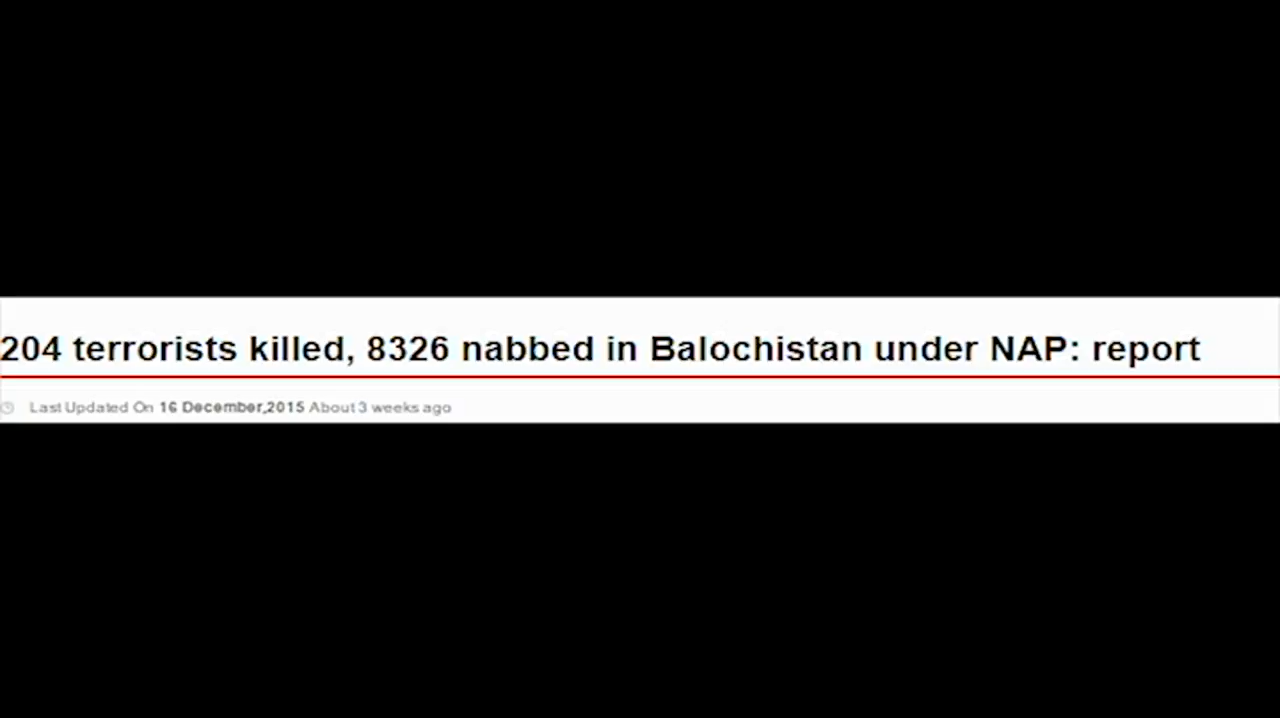 204 terrorists killed, 8326 nabbed in Balochistan under NAP: report
Last Updated On 16 December,2015 About 3 weeks ago